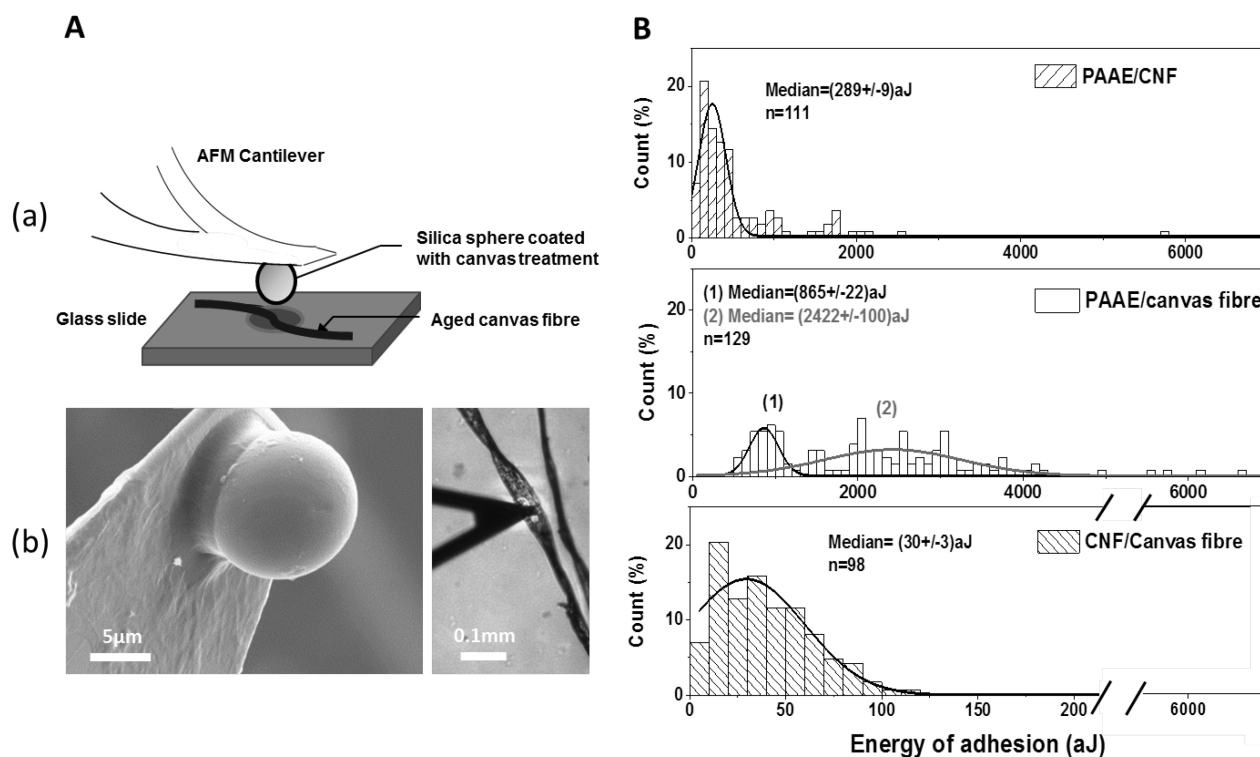 A
(a)
AFM Cantilever
Silica sphere coated
with canvas treatment
Glass slide
Aged canvas fibre
(b)
5μm
0.1mm
B
PAAE/CNF
Median=(289+/-9)aJ
n=111
Count (%)
20
10
0
0 2000 4000 6000
PAAE/canvas fibre
(1) Median=(865+/-22)aJ
(2) Median= (2422+/-100)aJ
n=129
(1)
(2)
Count (%)
20
10
0
0 2000 4000 6000
CNF/Canvas fibre
Median= (30+/-3)aJ
n=98
Count (%)
20
10
0
0 50 100 150 20 6000
Energy of adhesion (aJ)